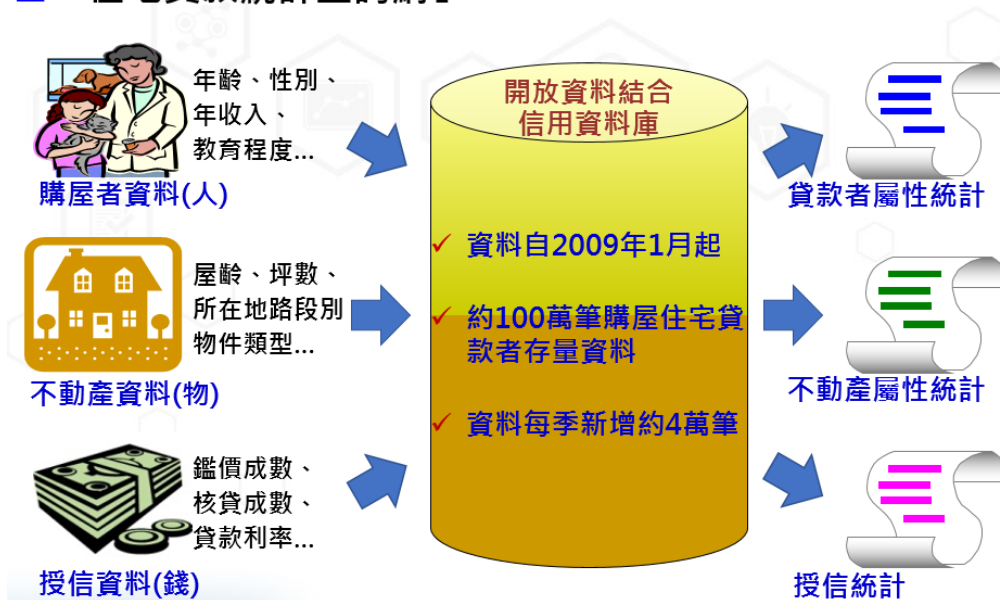 年齡、性別、
年收入、
教育程度...
購屋者資料(人)
屋齡、坪數、
所在地路段別
物件類型...
不動產資料(物)
鑑價成數、
核貸成數、
貸款利率...
授信資料(錢)
開放資料結合
信用資料庫
✓ 資料自2009年1月起
✓ 約100萬筆購屋住宅貸
款者存量資料
✓ 資料每季新增約4萬筆
貸款者屬性統計
不動產屬性統計
授信統計